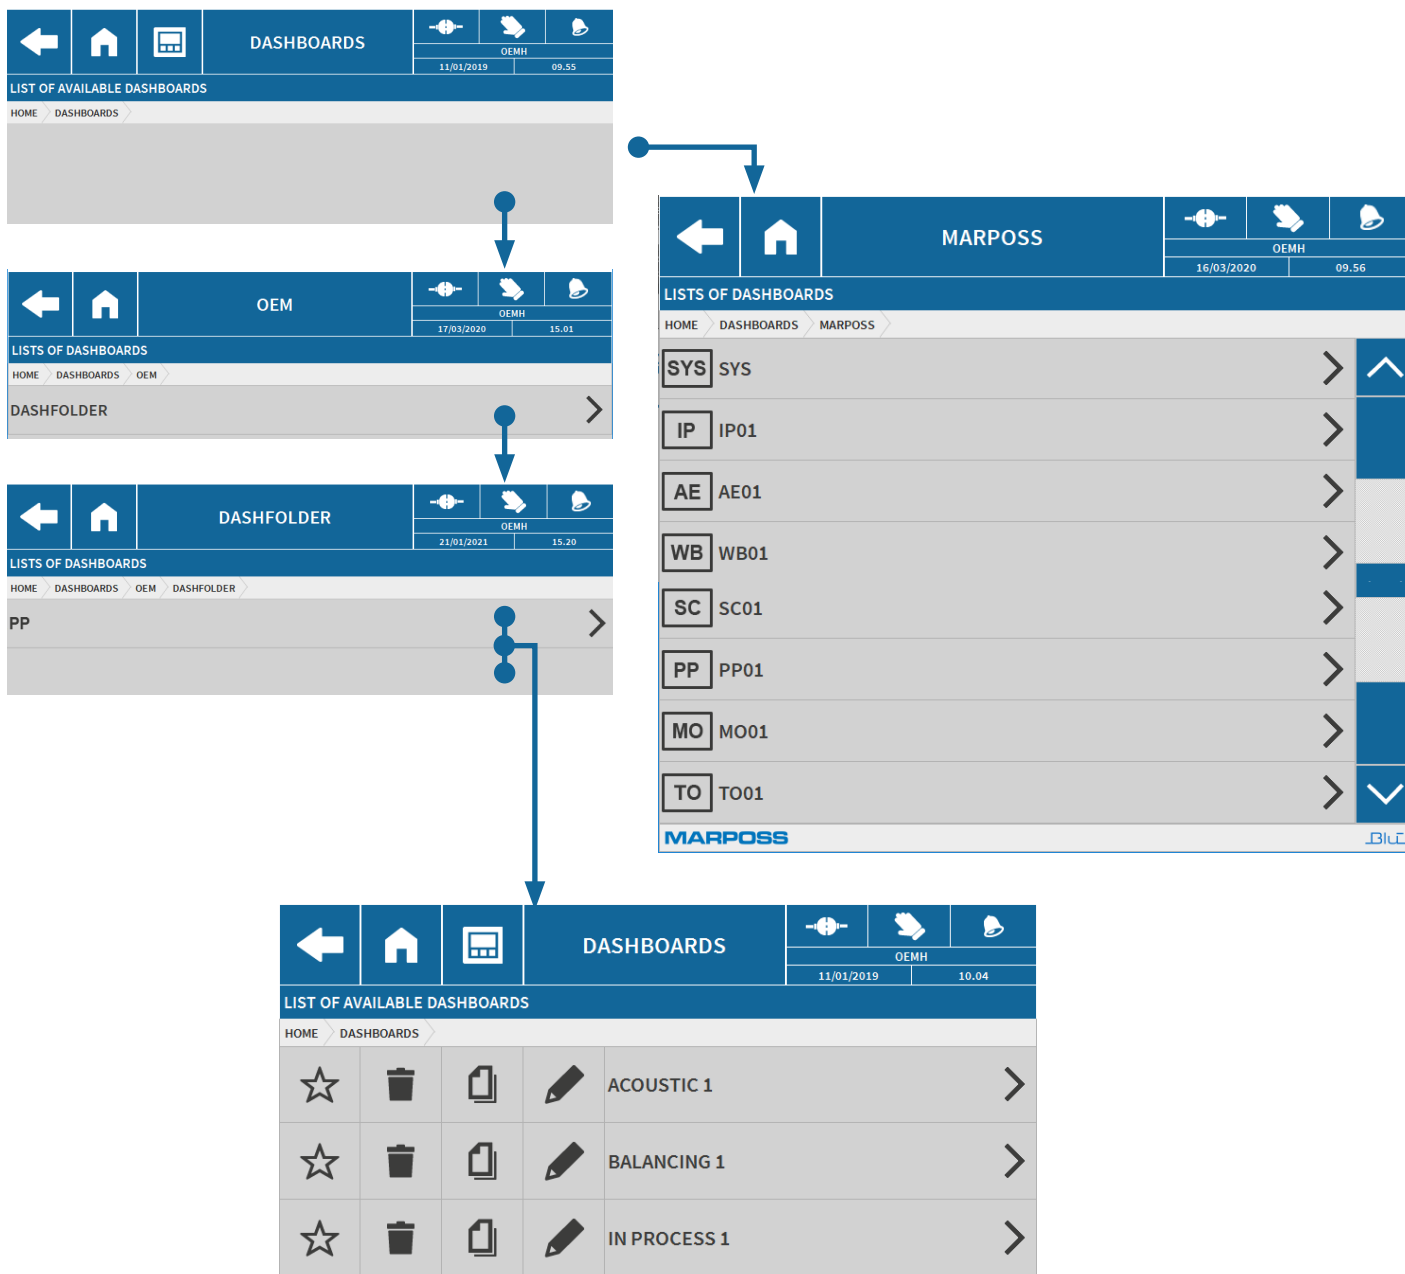 DASHBOARDS
OEMH
11/01/2019 09.55
LIST OF AVAILABLE DASHBOARDS
HOME DASHBOARDS
OEM
OEMH
17/03/2020 15.01
LISTS OF DASHBOARDS
HOME DASHBOARDS OEM
DASHFOLDER
DASHFOLDER
OEMH
21/01/2021 15.20
LISTS OF DASHBOARDS
HOME DASHBOARDS OEM DASHFOLDER
PP
MARPOSS
OEMH
16/03/2020 09.56
LISTS OF DASHBOARDS
HOME DASHBOARDS MARPOSS
SYS SYS
IP IP01
AE AE01
WB WB01
SC SC01
PP PP01
MO MO01
TO TO01
MARPOSS Blu
DASHBOARDS
OEMH
11/01/2019 10.04
LIST OF AVAILABLE DASHBOARDS
HOME DASHBOARDS
ACOUSTIC 1
BALANCING 1
IN PROCESS 1